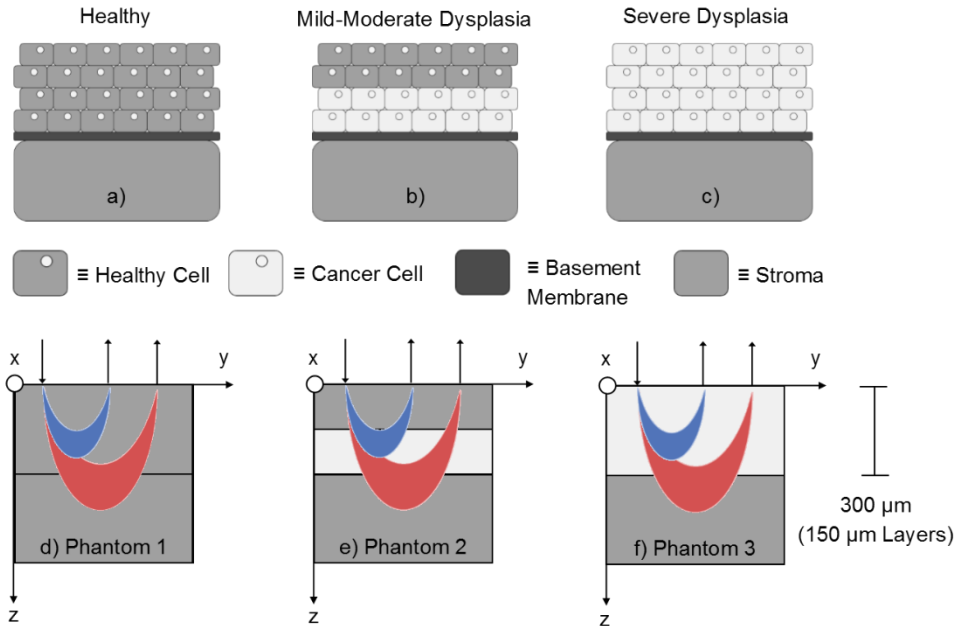 Healthy
Mild-Moderate Dysplasia
Severe Dysplasia
a)
b)
c)
≡ Healthy Cell
≡ Cancer Cell
≡ Basement
Membrane
≡ Stroma
x
y
x
y
x
y
d) Phantom 1
e) Phantom 2
f) Phantom 3
300 µm
(150 µm Layers)
z
z
z